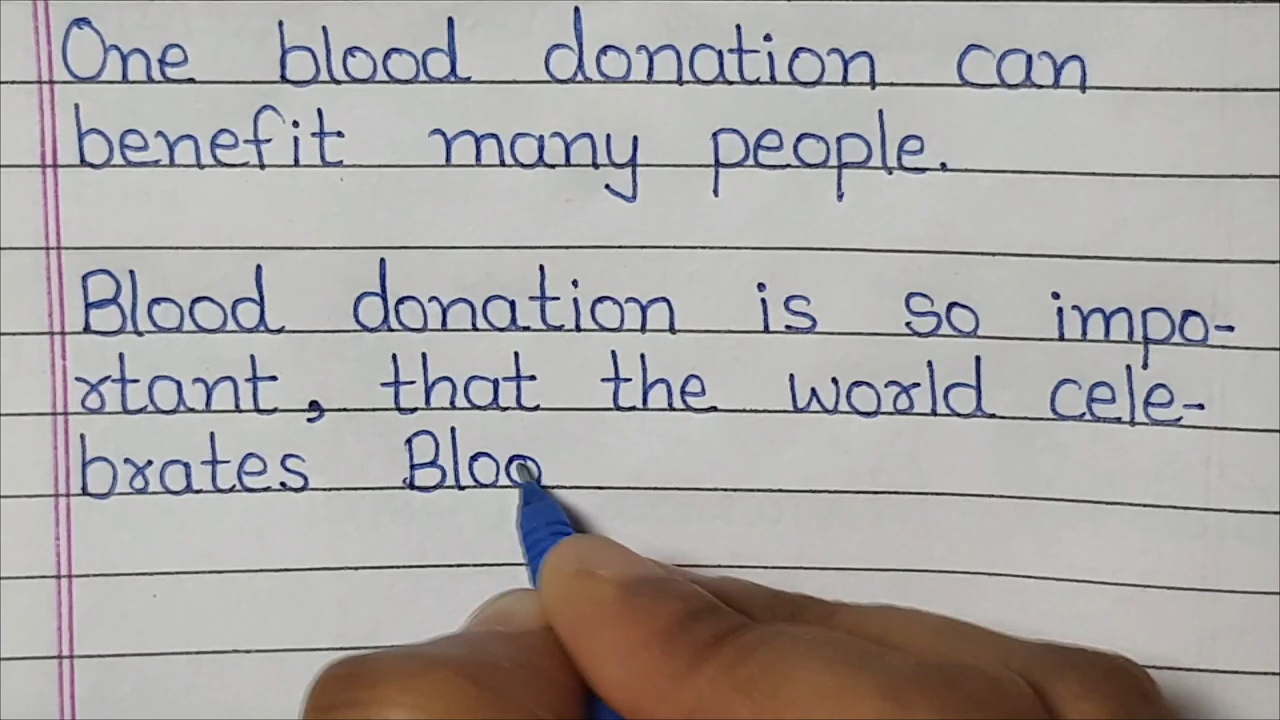 One blood donation can
benefit many people.
Blood donation is so impo-
rtant, that the world cele-
brates Bloo